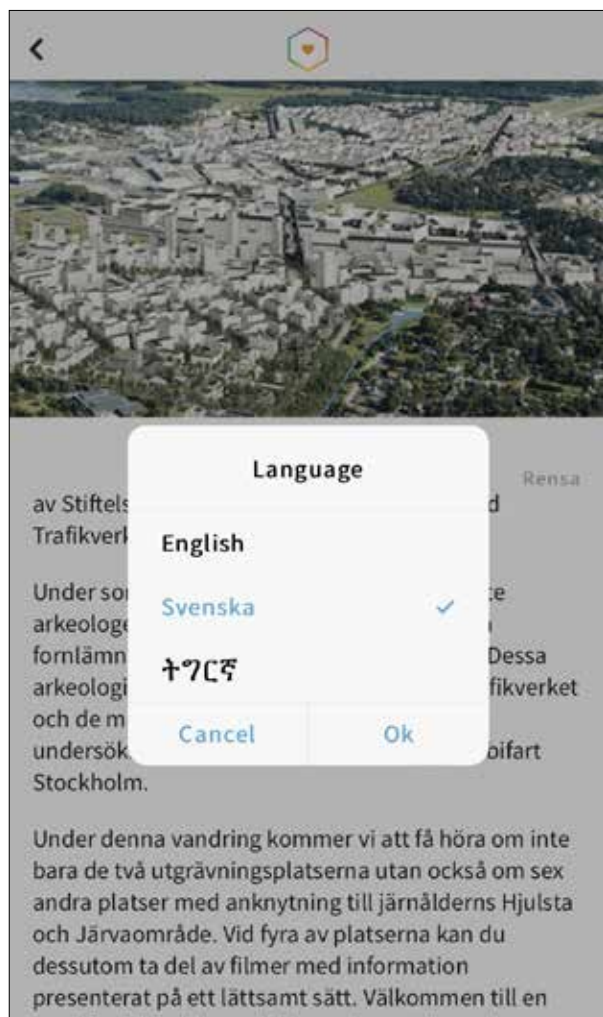 Language
Rensa
English
Svenska
ትግርኛ
Cancel
Ok
av Stiftels d
Trafikverk
Under so te
arkeologe
fornlämn Dessa
arkeologi fikverket
och de m
undersök
Stockholm.
Under denna vandring kommer vi att få höra om inte
bara de två utgrävningsplatserna utan också om sex
andra platser med anknytning till järnålderns Hjulsta
och Järvaområde. Vid fyra av platserna kan du
dessutom ta del av filmer med information
presenterat på ett lättsamt sätt. Välkommen till en